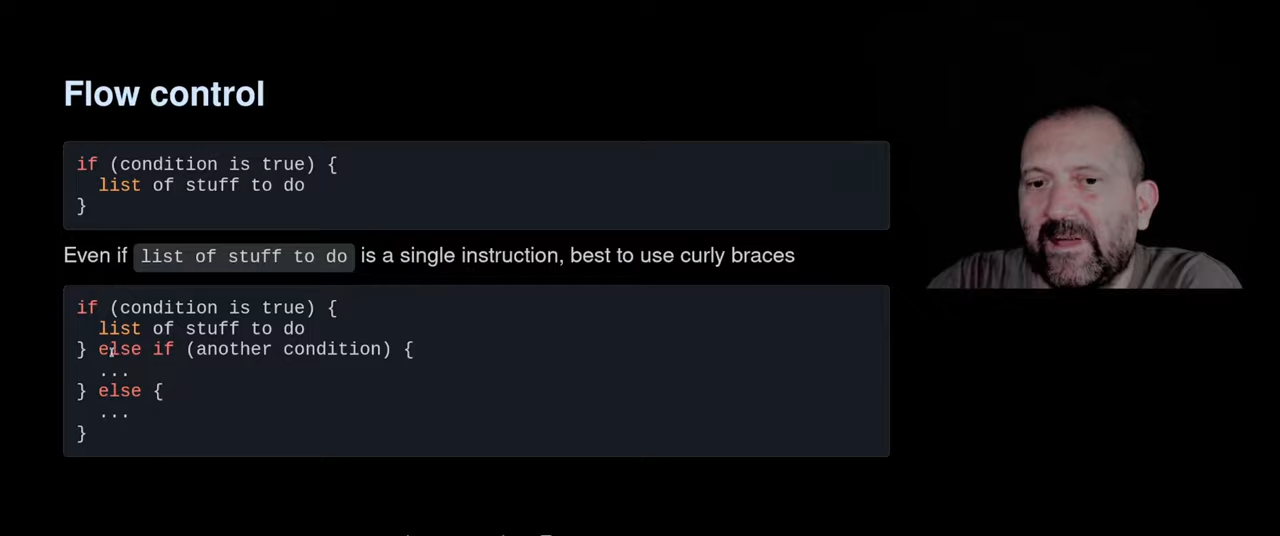 Flow control
if (condition is true) {
  list of stuff to do
}
Even if list of stuff to do is a single instruction, best to use curly braces
if (condition is true) {
  list of stuff to do
} else if (another condition) {
  ...
} else {
  ...
}